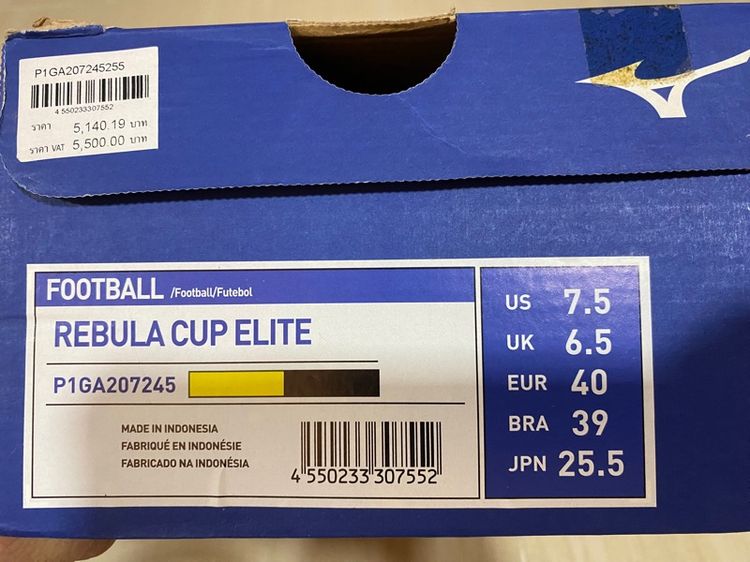 P1GA207245255
4 550233307552
ราคา 5,140.19 บาท
ราคา VAT 5,500.00 บาท
FOOTBALL /Football/Futebol
REBULA CUP ELITE
P1GA207245
MADE IN INDONESIA
FABRIQUÉ EN INDONÉSIE
FABRICADO NA INDONÉSIA
4 550233 307552
US 7.5
UK 6.5
EUR 40
BRA 39
JPN 25.5